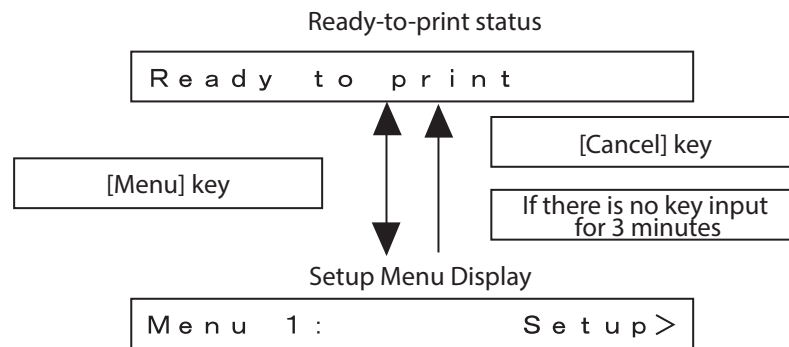 Ready-to-print status
Ready to print
[Cancel] key
[Menu] key
If there is no key input
for 3 minutes
Setup Menu Display
Menu 1: Setup>